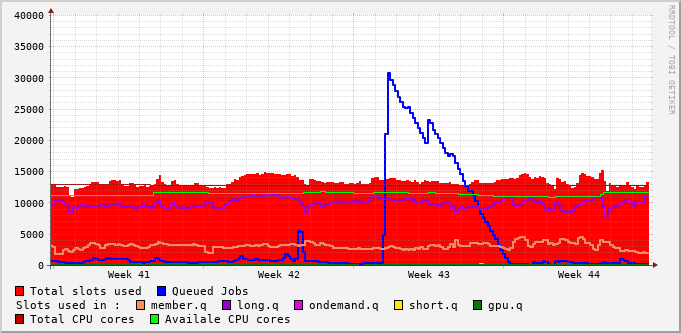 RRDTOOL / TOBI OETIKER
40000
35000
30000
25000
20000
15000
10000
5000
0
Week 41 Week 42 Week 43 Week 44
Total slots used Queued Jobs
Slots used in : member.q long.q ondemand.q short.q gpu.q
Total CPU cores Availale CPU cores